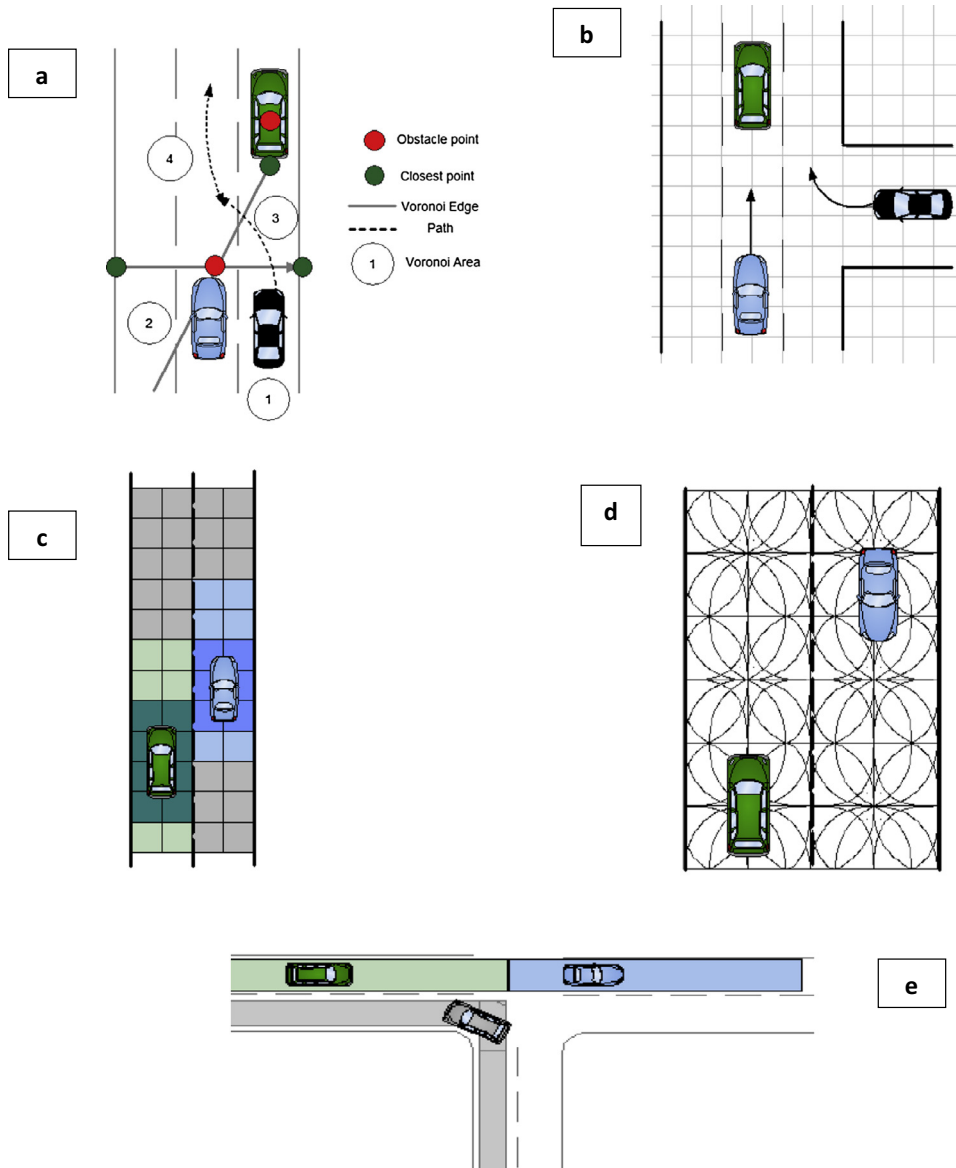 a
b
4
Obstacle point
Closest point
Voronoi Edge
3
Path
1
Voronoi Area
2
1
c
d
e